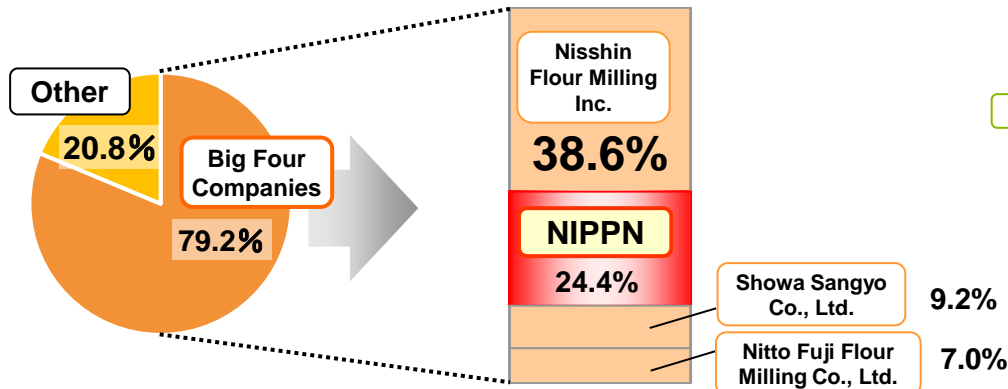 Other
20.8%
Big Four
Companies
79.2%
Nisshin
Flour Milling
Inc.
38.6%
NIPPN
24.4%
Showa Sangyo
Co., Ltd.
9.2%
Nitto Fuji Flour
Milling Co., Ltd.
7.0%